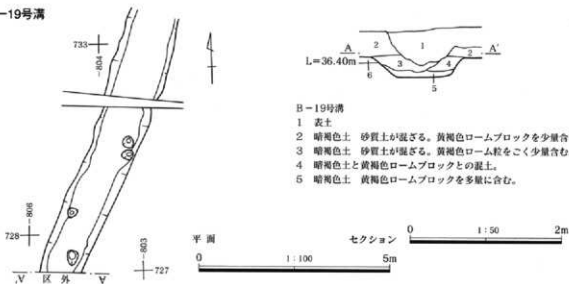 -19号溝
733
-804
A
A'
2
1
2
L=36.40m
3
4
6
5
B-19号溝
1 表土
2 暗褐色土 砂質土が混ざる。黄褐色ロームブロックを少量含
3 暗褐色土 砂質土が混ざる。黄褐色ローム粒をごく少量含む
4 暗褐色土と黄褐色ロームブロックとの混土。
5 暗褐色土 黄褐色ロームブロックを多量に含む。
-806
728
-803
727
A 区外 A'
平面
0 1:100 5m
セクション
0 1:50 2m